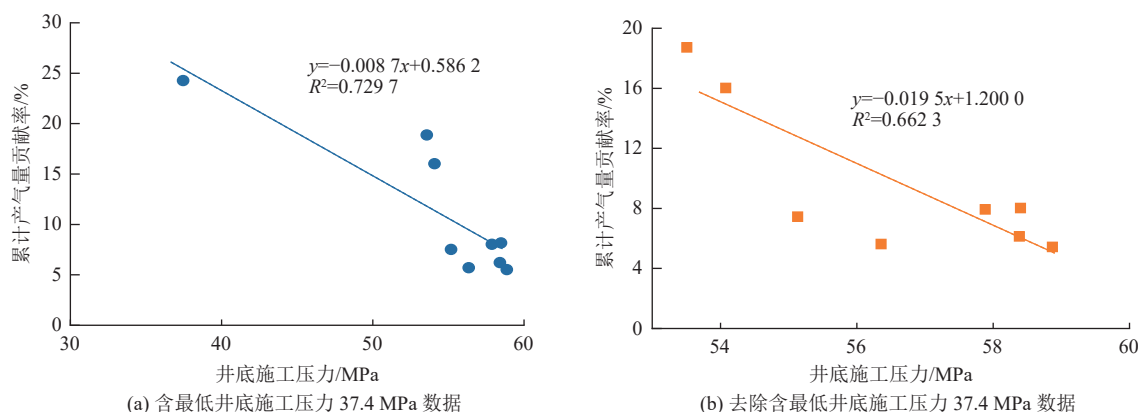 30
25
20
15
10
5
0
累计产气量贡献率/%
y=−0.008 7x+0.586 2
R²=0.729 7
30
40
50
60
井底施工压力/MPa
(a) 含最低井底施工压力 37.4 MPa 数据
20
16
12
8
4
0
累计产气量贡献率/%
y=−0.019 5x+1.200 0
R²=0.662 3
54
56
58
60
井底施工压力/MPa
(b) 去除含最低井底施工压力 37.4 MPa 数据